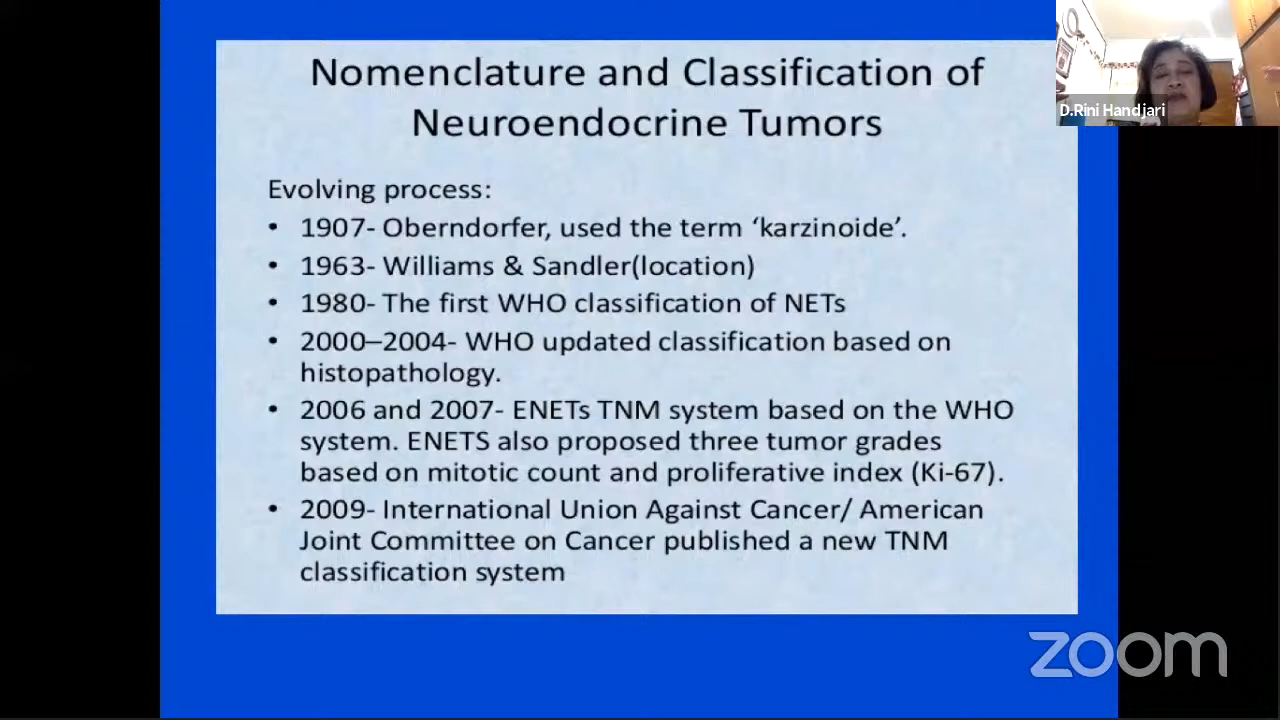 Nomenclature and Classification of
Neuroendocrine Tumors
D.Rini Handjari
Evolving process:
• 1907- Oberndorfer, used the term ‘karzinoide’.
• 1963- Williams & Sandler(location)
• 1980- The first WHO classification of NETs
• 2000–2004- WHO updated classification based on
histopathology.
• 2006 and 2007- ENETs TNM system based on the WHO
system. ENETS also proposed three tumor grades
based on mitotic count and proliferative index (Ki-67).
• 2009- International Union Against Cancer/ American
Joint Committee on Cancer published a new TNM
classification system
zoom